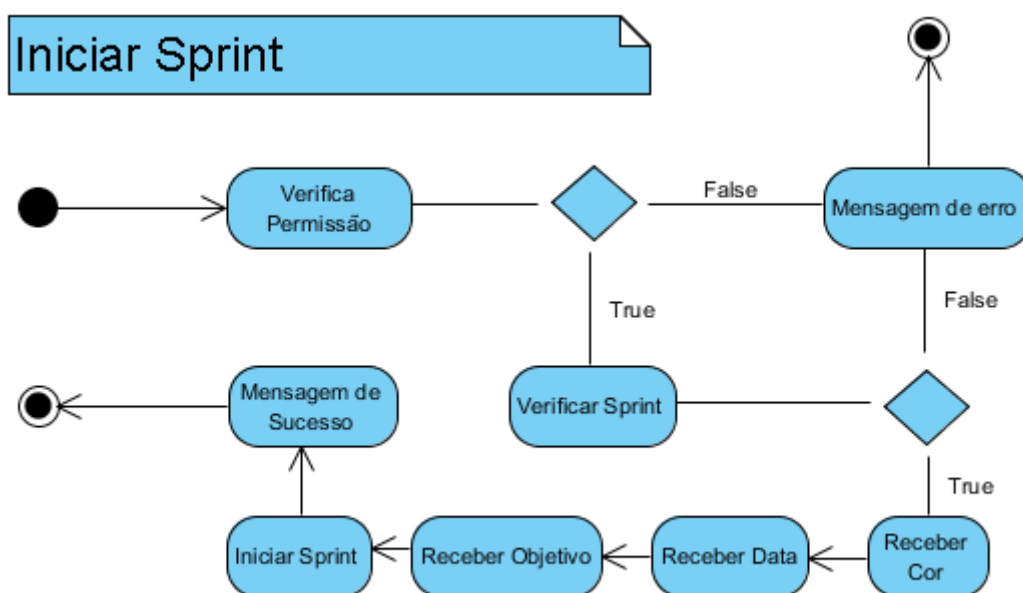 Iniciar Sprint
Verifica
Permissão
False
Mensagem de erro
True
False
Mensagem de
Sucesso
Verificar Sprint
True
Iniciar Sprint
Receber Objetivo
Receber Data
Receber
Cor